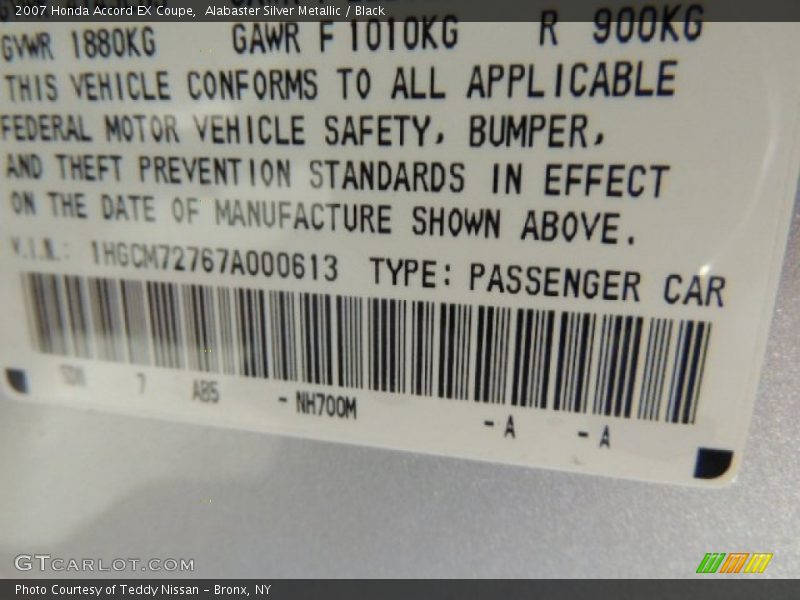 2007 Honda Accord EX Coupe,  Alabaster Silver Metallic / Black
GVWR 1880KG GAWR F 1010KG R 900KG
THIS VEHICLE CONFORMS TO ALL APPLICABLE
FEDERAL MOTOR VEHICLE SAFETY, BUMPER,
AND THEFT PREVENTION STANDARDS IN EFFECT
ON THE DATE OF MANUFACTURE SHOWN ABOVE.
V.I.N.: 1HGCM72767A000613 TYPE: PASSENGER CAR
7 AB5 - NH700M - A - A
GTCARLOT.COM
Photo Courtesy of Teddy Nissan - Bronx, NY